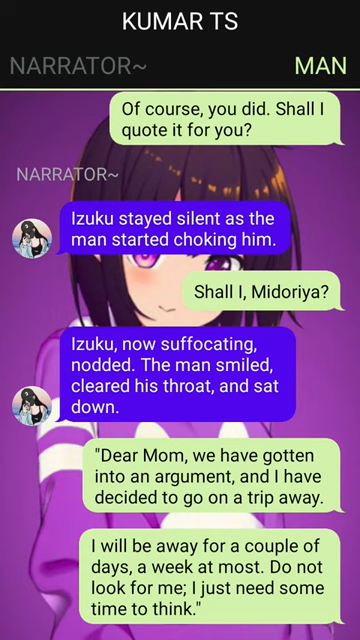 KUMAR TS
NARRATOR~
MAN
Of course, you did. Shall I
quote it for you?
NARRATOR~
Izuku stayed silent as the
man started choking him.
Shall I, Midoriya?
Izuku, now suffocating,
nodded. The man smiled,
cleared his throat, and sat
down.
"Dear Mom, we have gotten
into an argument, and I have
decided to go on a trip away.
I will be away for a couple of
days, a week at most. Do not
look for me; I just need some
time to think."